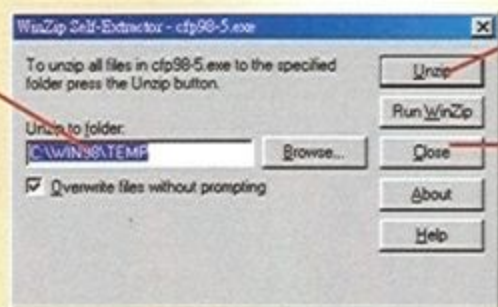 WinZip Self-Extractor - cfp98-5.exe
To unzip all files in cfp98-5.exe to the specified
folder press the Unzip button.
Unzip to folder:
C:\WIN98\TEMP
Browse...
Overwrite files without prompting
Unzip
Run WinZip
Close
About
Help